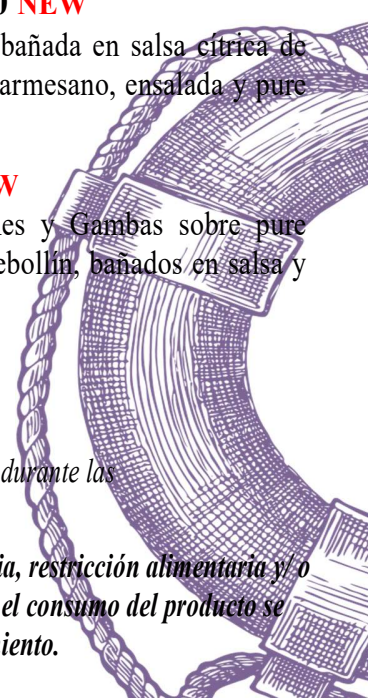 NEW
bañada en salsa cítrica de
armesano, ensalada y pure
W
es y Gambas sobre pure
ebollín, bañados en salsa y
durante las
ia, restricción alimentaria y/o
el consumo del producto se
iento.